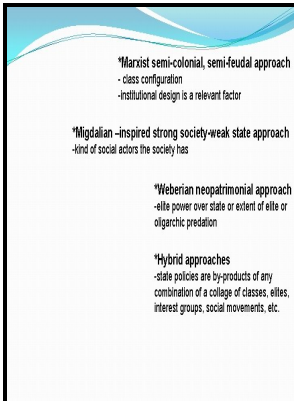 *Marxist semi-colonial, semi-feudal approach
- class configuration
-institutional design is a relevant factor
*Migdalian –inspired strong society-weak state approach
-kind of social actors the society has
*Weberian neopatrimonial approach
-elite power over state or extent of elite or
oligarchic predation
*Hybrid approaches
-state policies are by-products of any
combination of a collage of classes, elites,
interest groups, social movements, etc.